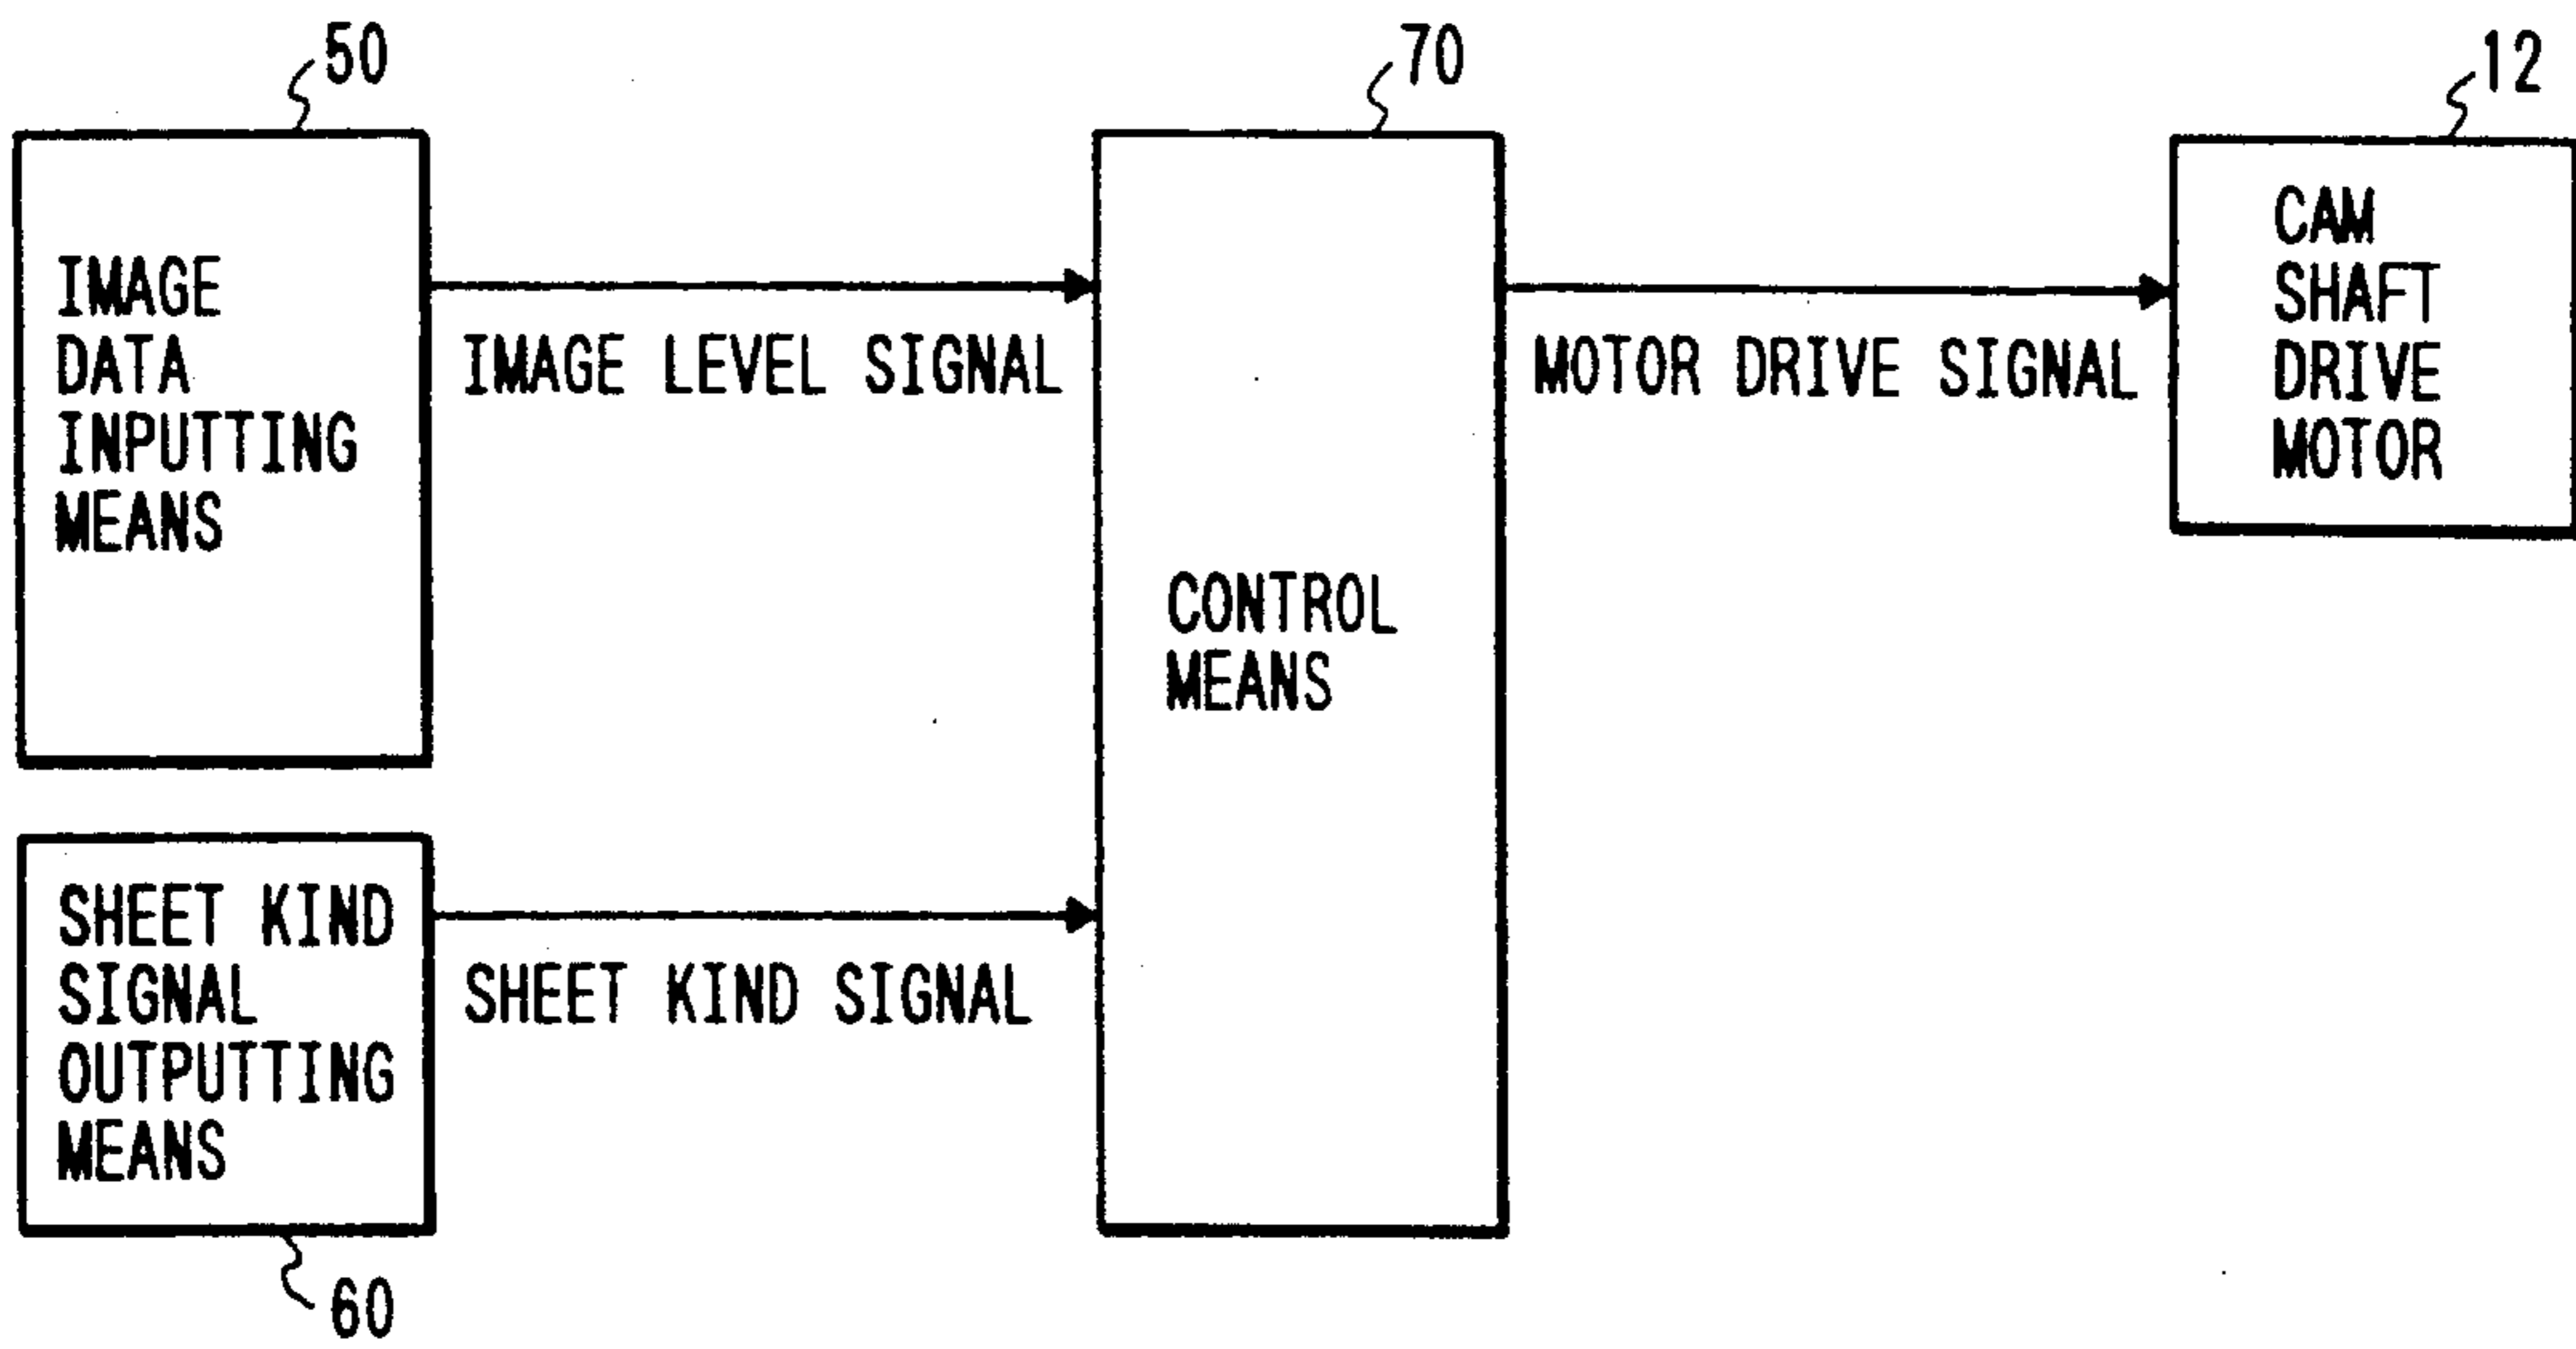 50
70
12
IMAGE
DATA
INPUTTING
MEANS
IMAGE LEVEL SIGNAL
CONTROL
MEANS
MOTOR DRIVE SIGNAL
CAM
SHAFT
DRIVE
MOTOR
SHEET KIND
SIGNAL
OUTPUTTING
MEANS
SHEET KIND SIGNAL
60